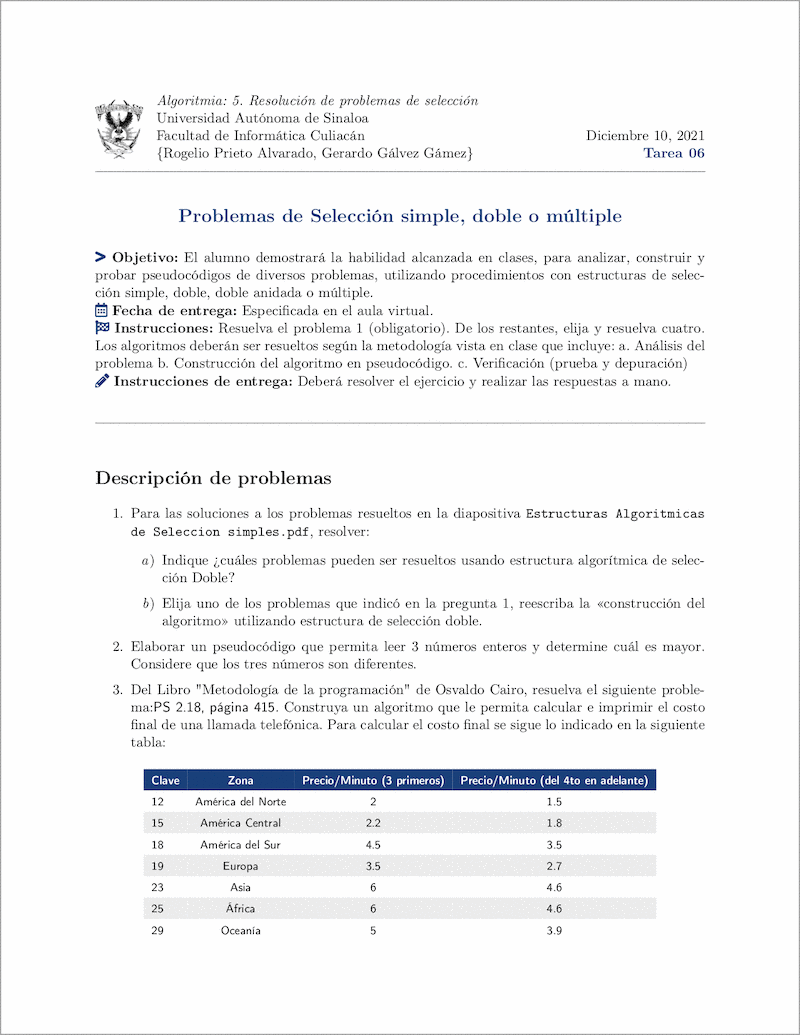 Algoritmia: 5. Resolución de problemas de selección
Universidad Autónoma de Sinaloa
Facultad de Informática Culiacán Diciembre 10, 2021
{Rogelio Prieto Alvarado, Gerardo Gálvez Gámez} Tarea 06
Problemas de Selección simple, doble o múltiple
Objetivo: El alumno demostrará la habilidad alcanzada en clases, para analizar, construir y
probar pseudocódigos de diversos problemas, utilizando procedimientos con estructuras de selec-
ción simple, doble, doble anidada o múltiple.
Fecha de entrega: Especificada en el aula virtual.
Instrucciones: Resuelva el problema 1 (obligatorio). De los restantes, elija y resuelva cuatro.
Los algoritmos deberán ser resueltos según la metodología vista en clase que incluye: a. Análisis del
problema b. Construcción del algoritmo en pseudocódigo. c. Verificación (prueba y depuración)
Instrucciones de entrega: Deberá resolver el ejercicio y realizar las respuestas a mano.
Descripción de problemas
1. Para las soluciones a los problemas resueltos en la diapositiva Estructuras Algoritmicas
de Seleccion simples.pdf, resolver:
a) Indique ¿cuáles problemas pueden ser resueltos usando estructura algorítmica de selec-
ción Doble?
b) Elija uno de los problemas que indicó en la pregunta 1, reescriba la «construcción del
algoritmo» utilizando estructura de selección doble.
2. Elaborar un pseudocódigo que permita leer 3 números enteros y determine cuál es mayor.
Considere que los tres números son diferentes.
3. Del Libro "Metodología de la programación" de Osvaldo Cairo, resuelva el siguiente proble-
ma:PS 2.18, página 415. Construya un algoritmo que le permita calcular e imprimir el costo
final de una llamada telefónica. Para calcular el costo final se sigue lo indicado en la siguiente
tabla:
Clave Zona Precio/Minuto (3 primeros) Precio/Minuto (del 4to en adelante)
12 América del Norte 2 1.5
15 América Central 2.2 1.8
18 América del Sur 4.5 3.5
19 Europa 3.5 2.7
23 Asia 6 4.6
25 África 6 4.6
29 Oceanía 5 3.9